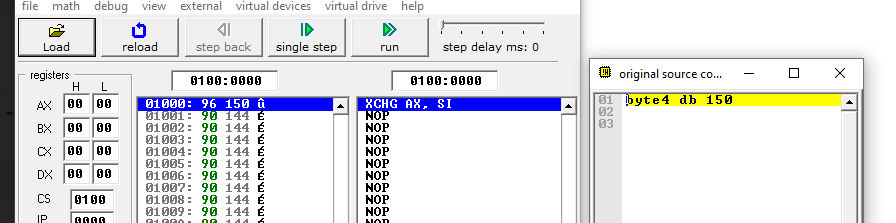 file math debug view external virtual devices virtual drive help
Load reload step back single step run step delay ms: 0
original source co...
registers
H L
0100:0000 0100:0000
AX 00 00
BX 00 00
CX 00 00
DX 00 00
CS 0100
IP 0000
01000: 96 150 û
01001: 90 144 É
01002: 90 144 É
01003: 90 144 É
01004: 90 144 É
01005: 90 144 É
01006: 90 144 É
01007: 90 144 É
01008: 90 144 É
01009: 90 144 É
XCHG AX, SI
NOP
NOP
NOP
NOP
NOP
NOP
NOP
NOP
NOP
01 byte4 db 150
02
03